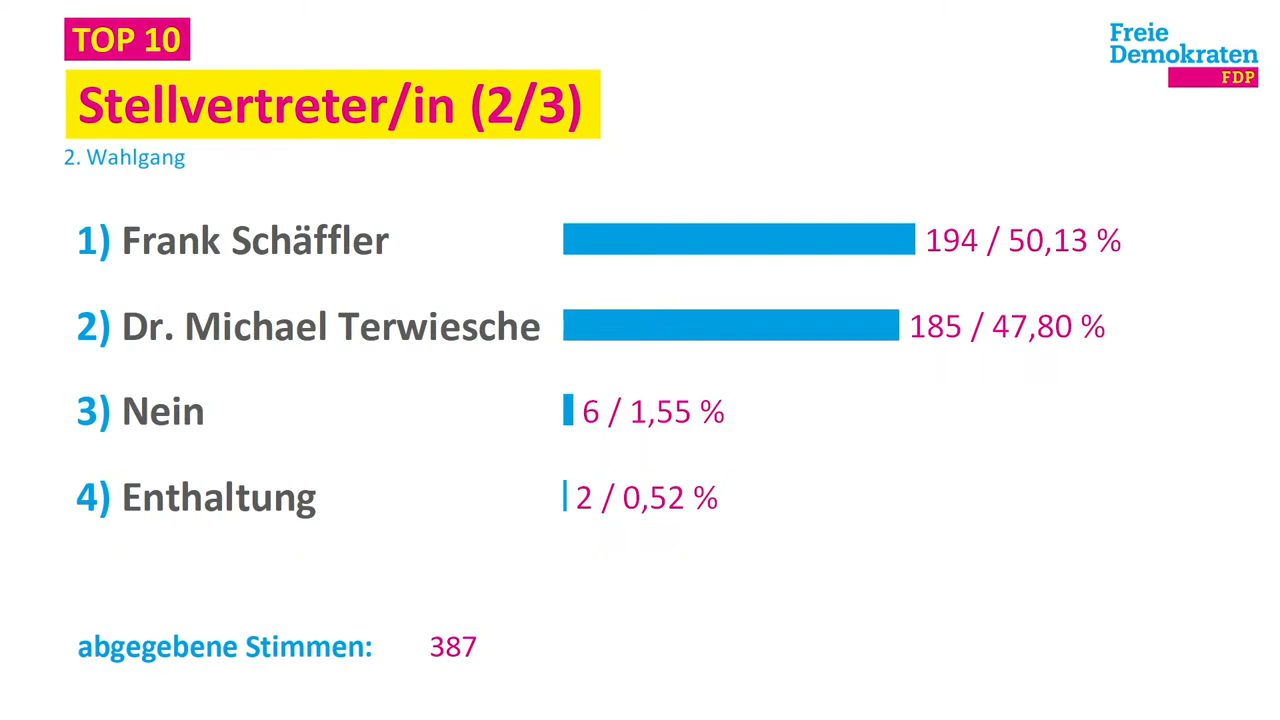 TOP 10
Freie
Demokraten
FDP
Stellvertreter/in (2/3)
2. Wahlgang
1) Frank Schäffler 194 / 50,13 %
2) Dr. Michael Terwiesche 185 / 47,80 %
3) Nein 6 / 1,55 %
4) Enthaltung 2 / 0,52 %
abgegebene Stimmen: 387